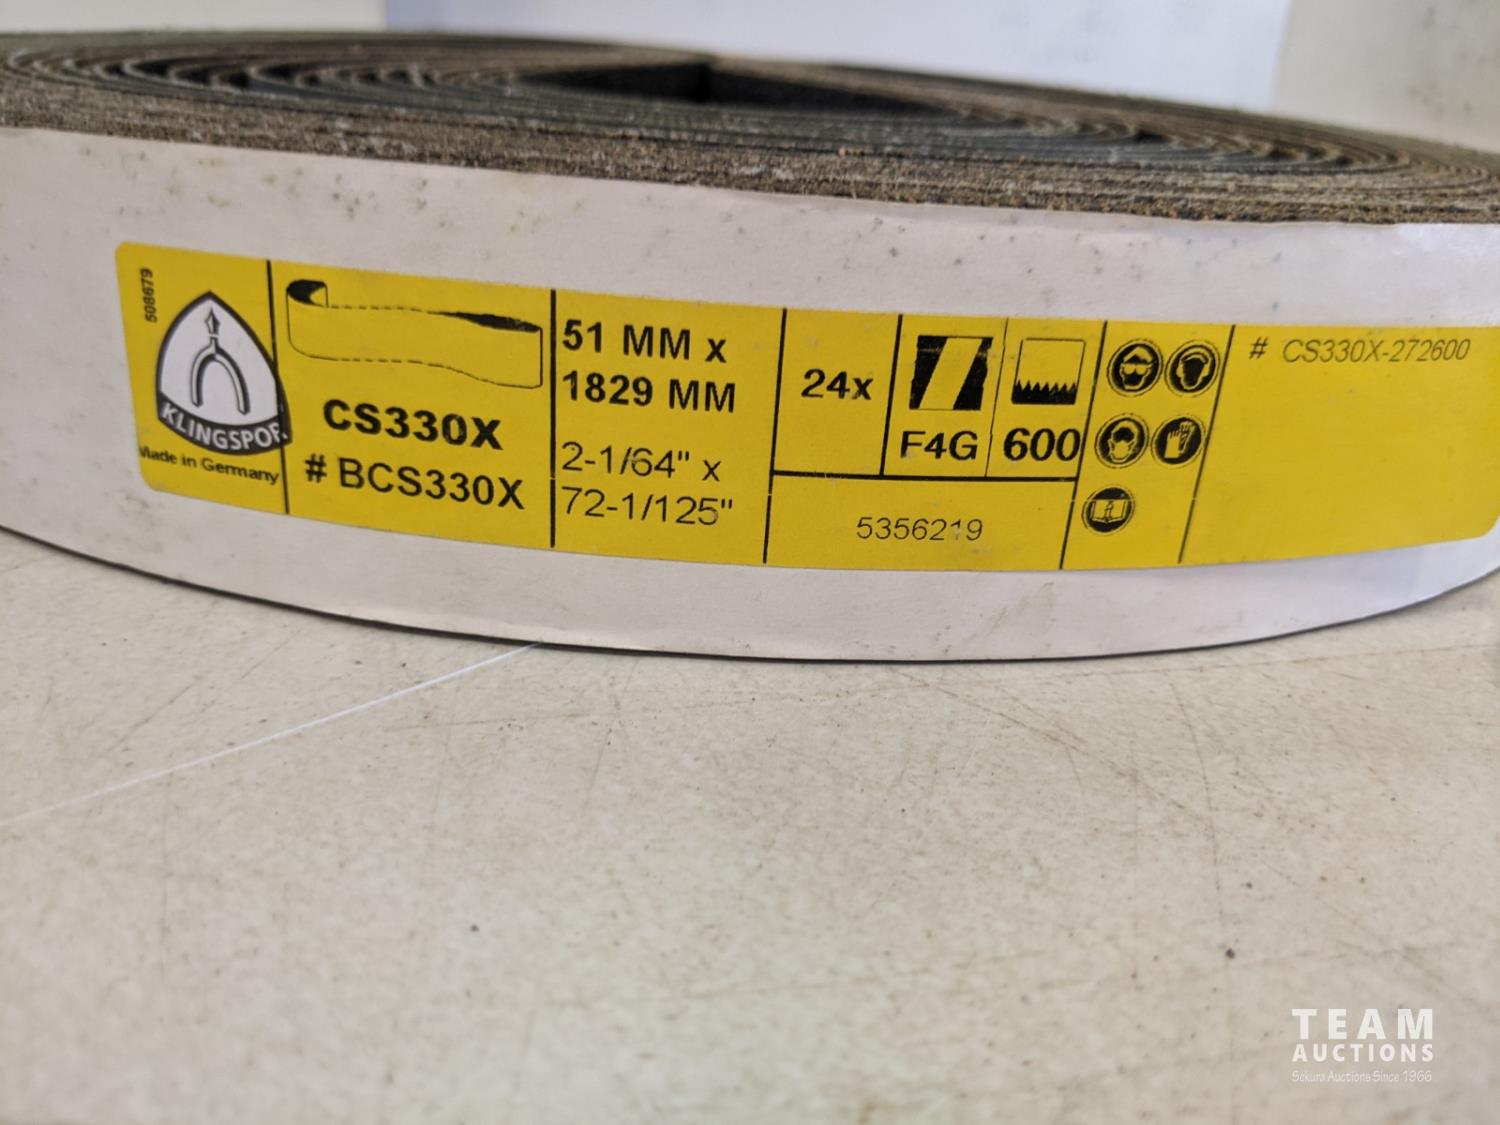 508679
KLINGSPOR
Made in Germany
CS330X
# BCS330X
51 MM x
1829 MM
2-1/64" x
72-1/125"
24x
F4G
600
5356219
# CS330X-272600
TEAM
AUCTIONS
Sekura Auctions Since 1966